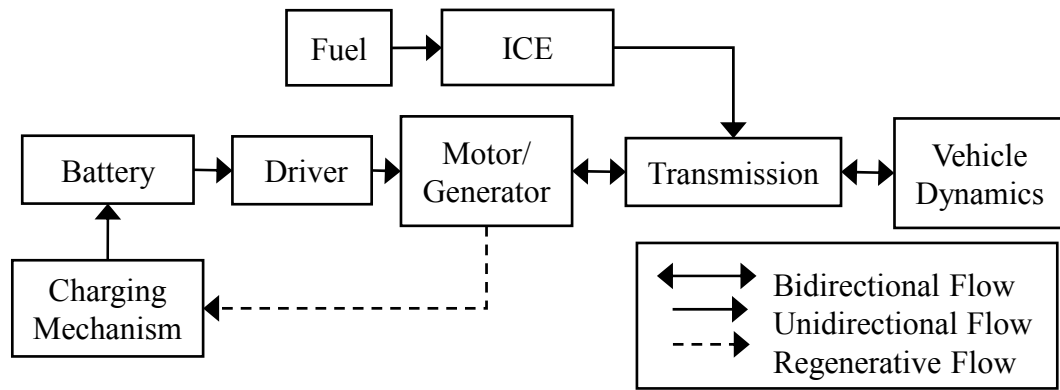 Fuel
ICE
Battery
Driver
Motor/
Generator
Transmission
Vehicle
Dynamics
Charging
Mechanism
Bidirectional Flow
Unidirectional Flow
Regenerative Flow